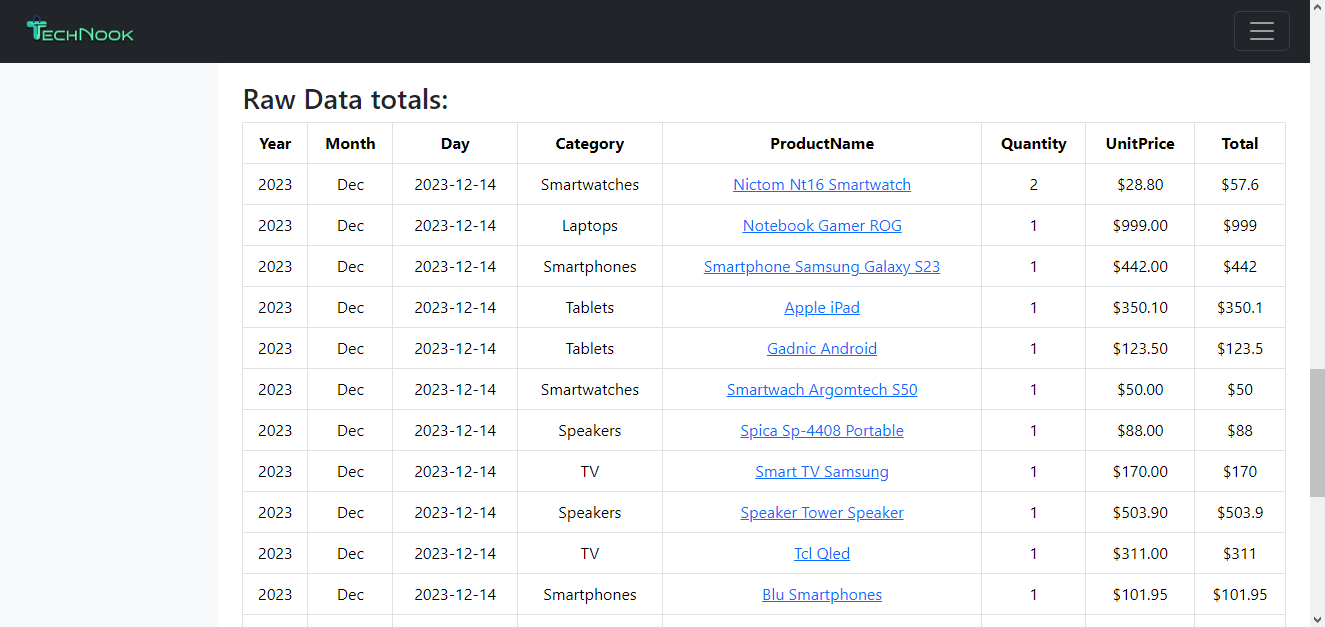 TechNook
Raw Data totals:
Year Month Day Category ProductName Quantity UnitPrice Total
2023 Dec 2023-12-14 Smartwatches Nictom Nt16 Smartwatch 2 $28.80 $57.6
2023 Dec 2023-12-14 Laptops Notebook Gamer ROG 1 $999.00 $999
2023 Dec 2023-12-14 Smartphones Smartphone Samsung Galaxy S23 1 $442.00 $442
2023 Dec 2023-12-14 Tablets Apple iPad 1 $350.10 $350.1
2023 Dec 2023-12-14 Tablets Gadnic Android 1 $123.50 $123.5
2023 Dec 2023-12-14 Smartwatches Smartwach Argomtech S50 1 $50.00 $50
2023 Dec 2023-12-14 Speakers Spica Sp-4408 Portable 1 $88.00 $88
2023 Dec 2023-12-14 TV Smart TV Samsung 1 $170.00 $170
2023 Dec 2023-12-14 Speakers Speaker Tower Speaker 1 $503.90 $503.9
2023 Dec 2023-12-14 TV Tcl Qled 1 $311.00 $311
2023 Dec 2023-12-14 Smartphones Blu Smartphones 1 $101.95 $101.95